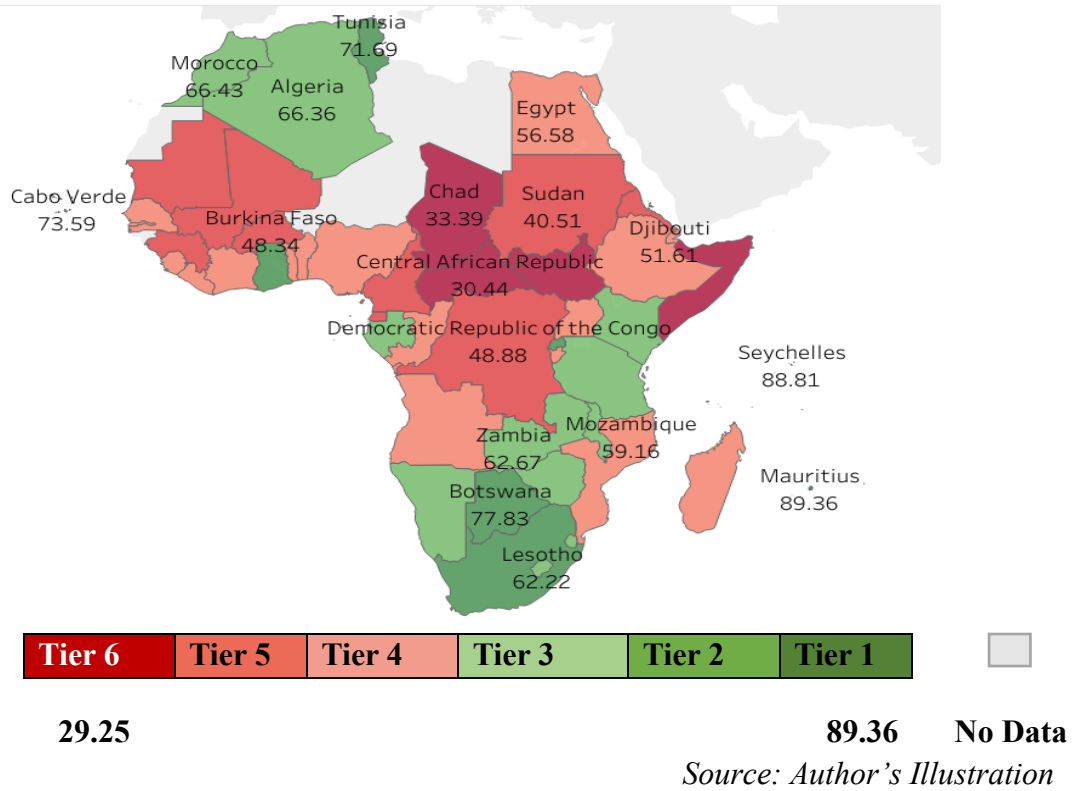 Tunisia
71.69
Morocco
66.43
Algeria
66.36
Egypt
56.58
Cabo Verde
73.59
Burkina Faso
48.34
Chad
33.39
Sudan
40.51
Djibouti
51.61
Central African Republic
30.44
Democratic Republic of the Congo
48.88
Seychelles
88.81
Zambia
62.67
Mozambique
59.16
Mauritius
89.36
Botswana
77.83
Lesotho
62.22
Tier 6 Tier 5 Tier 4 Tier 3 Tier 2 Tier 1
29.25 89.36 No Data
Source: Author’s Illustration